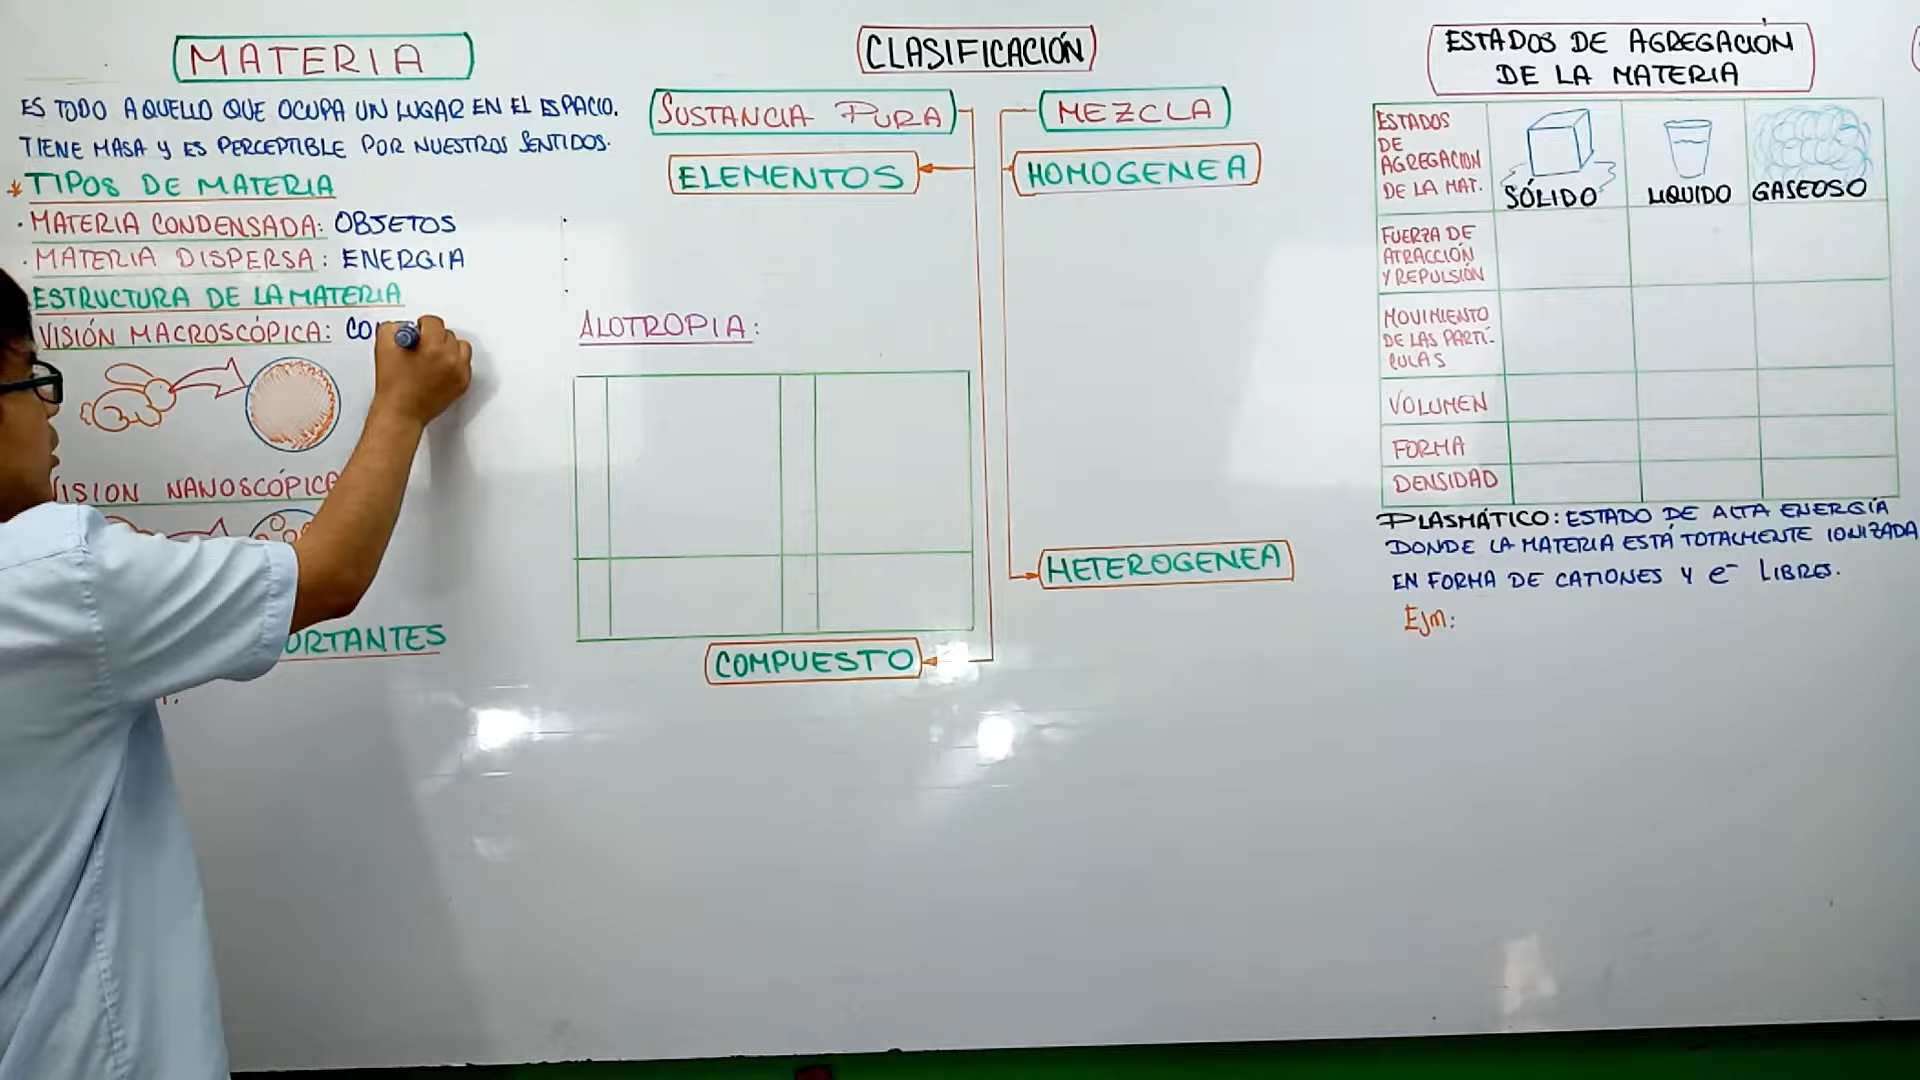 MATERIA
ES TODO AQUELLO QUE OCUPA UN LUGAR EN EL ESPACIO.
TIENE MASA Y ES PERCEPTIBLE POR NUESTROS SENTIDOS.
* TIPOS DE MATERIA
· MATERIA CONDENSADA: OBJETOS
· MATERIA DISPERSA: ENERGIA
ESTRUCTURA DE LA MATERIA
VISIÓN MACROSCÓPICA: CO
VISION NANOSCÓPICA
ORTANTES
CLASIFICACIÓN
SUSTANCIA PURA
ELEMENTOS
ALOTROPIA:
COMPUESTO
MEZCLA
HOMOGENEA
HETEROGENEA
ESTADOS DE AGREGACIÓN
DE LA MATERIA
ESTADOS
DE
AGREGACION
DE LA MAT.
SÓLIDO
LIQUIDO
GASEOSO
FUERZA DE
ATRACCIÓN
Y REPULSIÓN
MOVIMIENTO
DE LAS PARTÍ-
CULAS
VOLUMEN
FORMA
DENSIDAD
PLASMÁTICO: ESTADO DE ALTA ENERGÍA
DONDE LA MATERIA ESTÁ TOTALMENTE IONIZADA
EN FORMA DE CATIONES Y e⁻ LIBRES.
EJM: